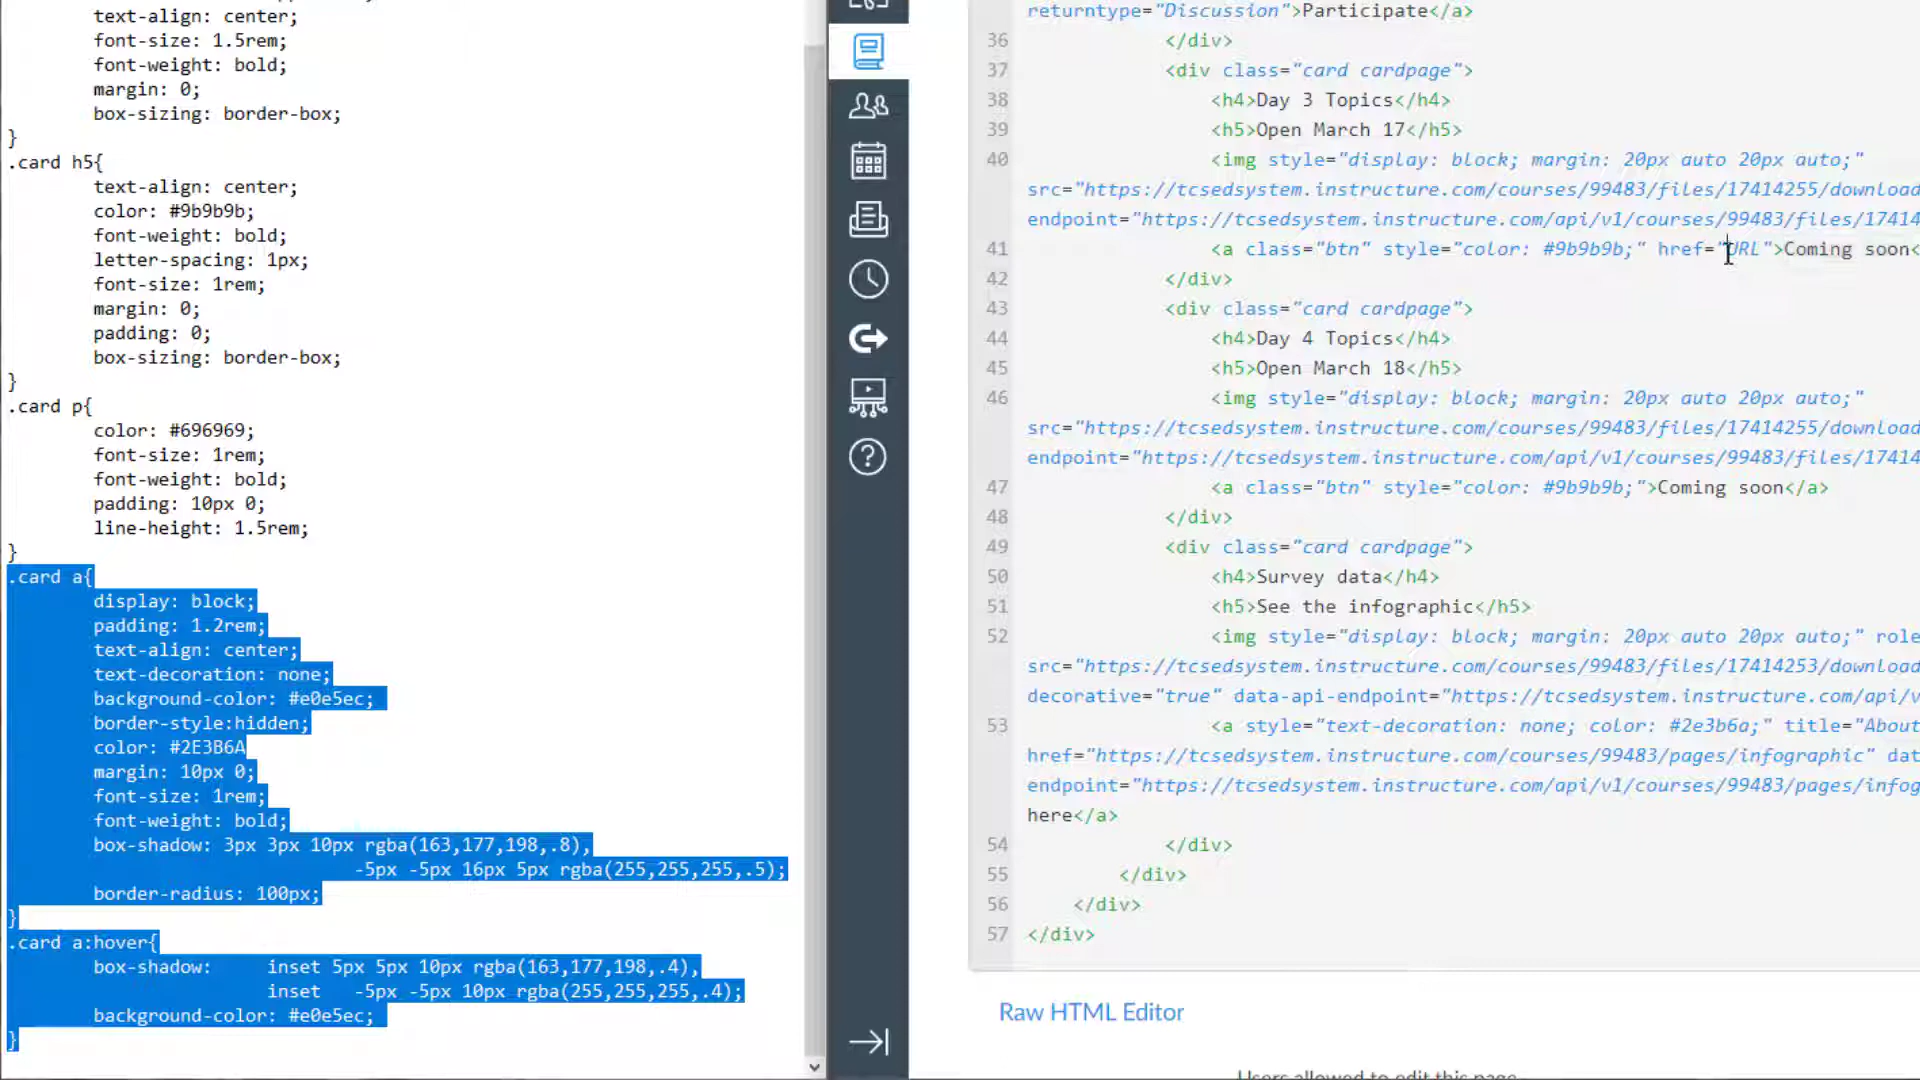 text-align: center;
font-size: 1.5rem;
font-weight: bold;
margin: 0;
box-sizing: border-box;
}
.card h5{
text-align: center;
color: #9b9b9b;
font-weight: bold;
letter-spacing: 1px;
font-size: 1rem;
margin: 0;
padding: 0;
box-sizing: border-box;
}
.card p{
color: #696969;
font-size: 1rem;
font-weight: bold;
padding: 10px 0;
line-height: 1.5rem;
}
.card a{
display: block;
padding: 1.2rem;
text-align: center;
text-decoration: none;
background-color: #e0e5ec;
border-style:hidden;
color: #2E3B6A
margin: 10px 0;
font-size: 1rem;
font-weight: bold;
box-shadow: 3px 3px 10px rgba(163,177,198,.8),
-5px -5px 16px 5px rgba(255,255,255,.5);
border-radius: 100px;
}
.card a:hover{
box-shadow: inset 5px 5px 10px rgba(163,177,198,.4),
inset -5px -5px 10px rgba(255,255,255,.4);
background-color: #e0e5ec;
}
returntype="Discussion">Participate</a>
36 </div>
37 <div class="card cardpage">
38 <h4>Day 3 Topics</h4>
39 <h5>Open March 17</h5>
40 <img style="display: block; margin: 20px auto 20px auto;"
src="https://tcsedsystem.instructure.com/courses/99483/files/17414255/download
endpoint="https://tcsedsystem.instructure.com/api/v1/courses/99483/files/17414
41 <a class="btn" style="color: #9b9b9b;" href="URL">Coming soon<
42 </div>
43 <div class="card cardpage">
44 <h4>Day 4 Topics</h4>
45 <h5>Open March 18</h5>
46 <img style="display: block; margin: 20px auto 20px auto;"
src="https://tcsedsystem.instructure.com/courses/99483/files/17414255/download
endpoint="https://tcsedsystem.instructure.com/api/v1/courses/99483/files/17414
47 <a class="btn" style="color: #9b9b9b;">Coming soon</a>
48 </div>
49 <div class="card cardpage">
50 <h4>Survey data</h4>
51 <h5>See the infographic</h5>
52 <img style="display: block; margin: 20px auto 20px auto;" role
src="https://tcsedsystem.instructure.com/courses/99483/files/17414253/download
decorative="true" data-api-endpoint="https://tcsedsystem.instructure.com/api/v
53 <a style="text-decoration: none; color: #2e3b6a;" title="About
href="https://tcsedsystem.instructure.com/courses/99483/pages/infographic" dat
endpoint="https://tcsedsystem.instructure.com/api/v1/courses/99483/pages/infog
here</a>
54 </div>
55 </div>
56 </div>
57 </div>
Raw HTML Editor
Users allowed to edit this page